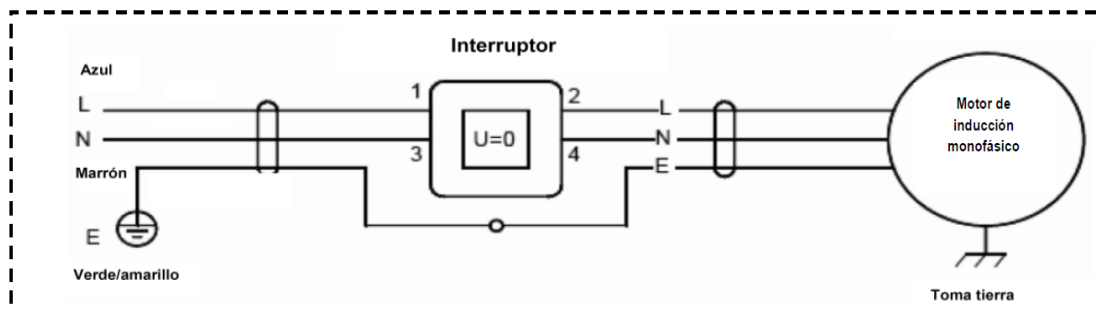 Interruptor
Azul
L
1
2
L
N
U=0
N
3
4
Marrón
E
E
Verde/amarillo
Motor de
inducción
monofásico
Toma tierra